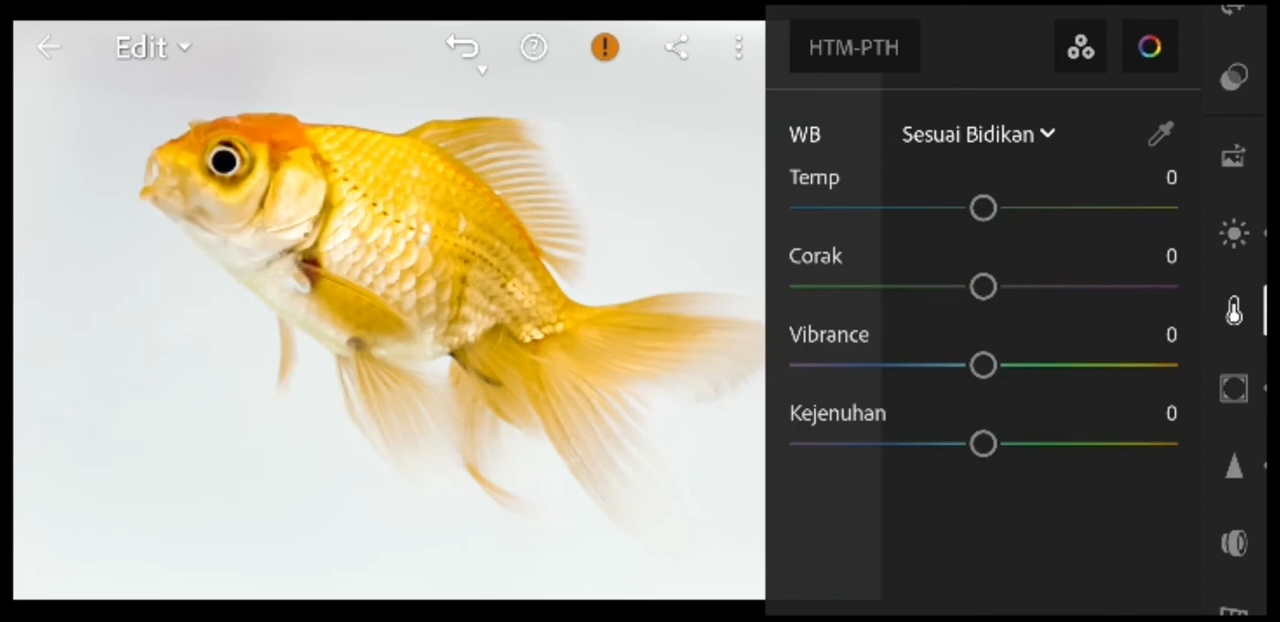 Edit
HTM-PTH
WB Sesuai Bidikan
Temp 0
Corak 0
Vibrance 0
Kejenuhan 0